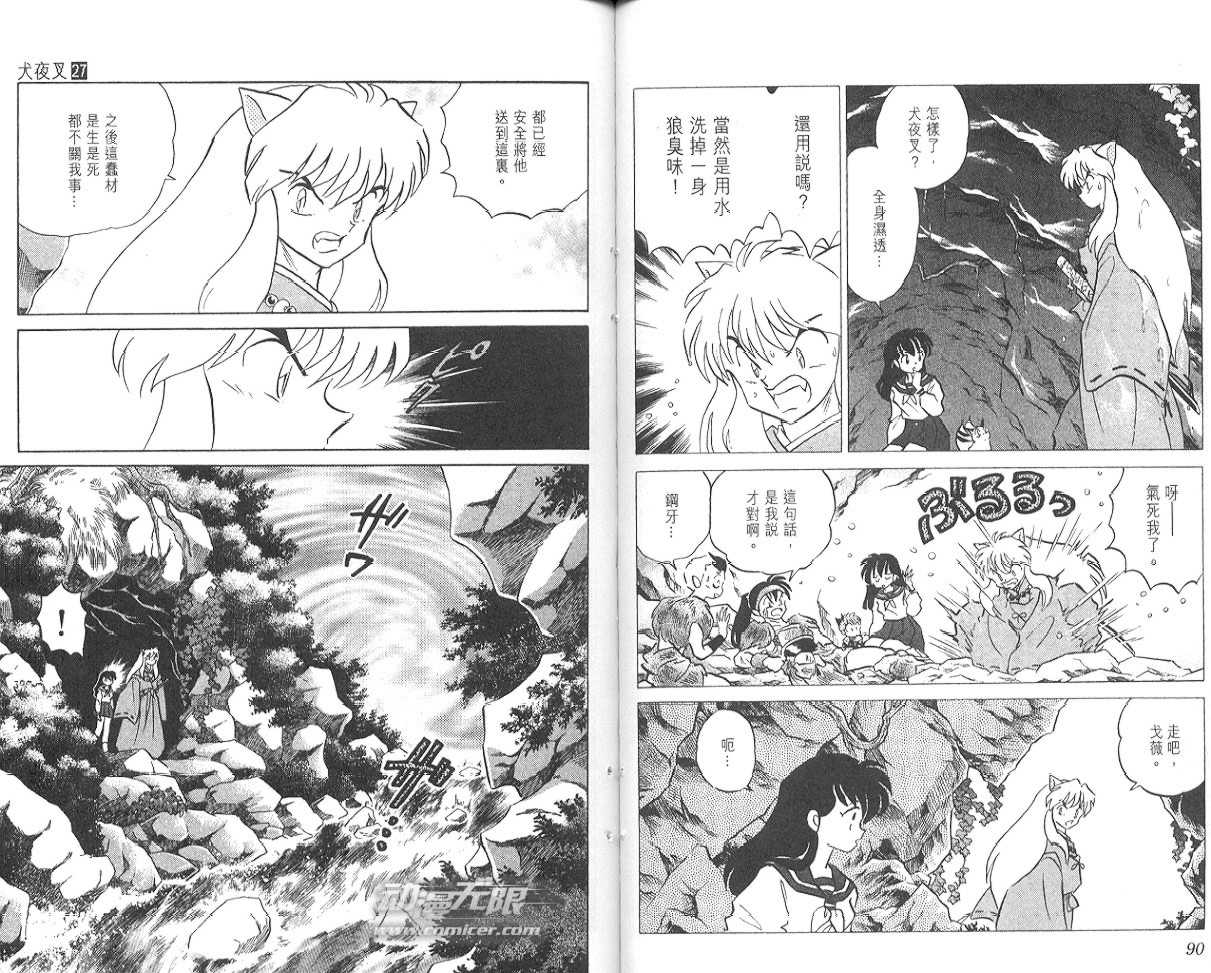 怎樣了，
犬夜叉？
全身濕透…
還用說嗎？
當然是用水
洗掉一身
狼臭味！
呀──
氣死我了。
ぶるるっ
這句話，
是我說
才對啊。
鋼牙…
走吧，
戈薇。
呃…
90
犬夜叉 27
都已經
安全將他
送到這裏。
之後這蠢材
是生是死
都不關我事…
ピク
ザワ
！
动漫无限
www.comicer.com